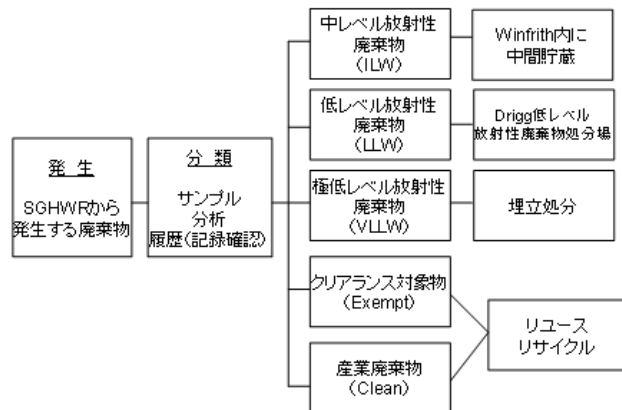 発 生
SGHWRから
発生する廃棄物
分 類
サンプル
分析
履歴(記録確認)
中レベル放射性
廃棄物
(ILW)
Winfrith内に
中間貯蔵
低レベル放射性
廃棄物
(LLW)
Drigg低レベル
放射性廃棄物処分場
極低レベル放射性
廃棄物
(VLLW)
埋立処分
クリアランス対象物
(Exempt)
産業廃棄物
(Clean)
リユース
リサイクル